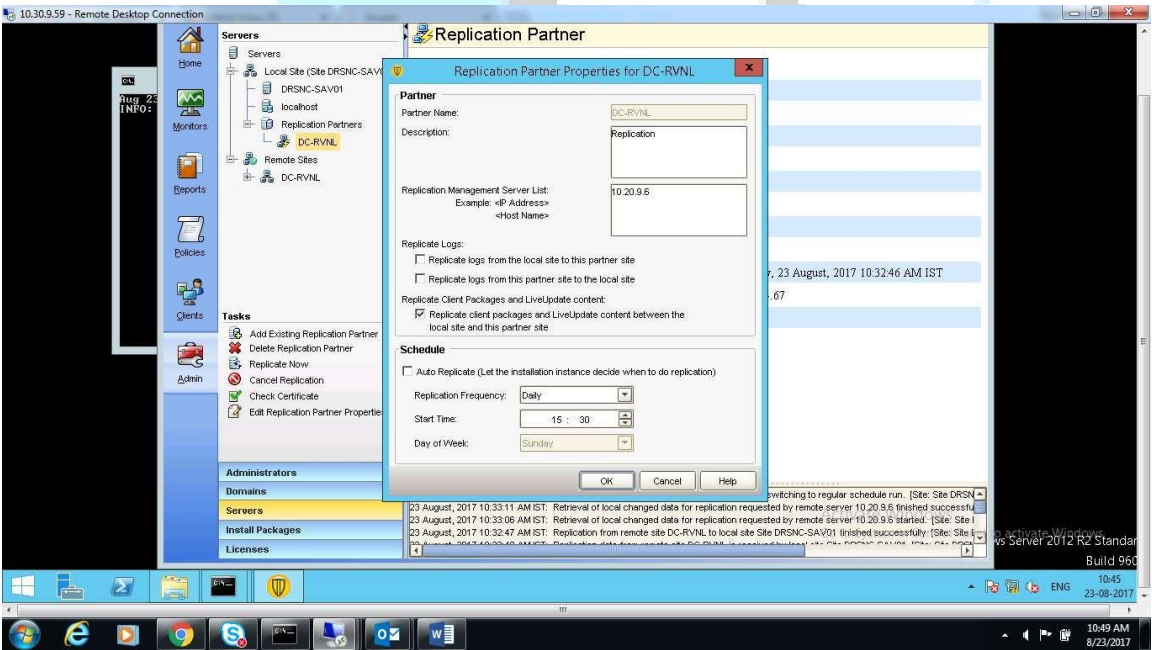 10.30.9.59 - Remote Desktop Connection
Home
Monitors
Reports
Policies
Clients
Admin
Aug 23
INFO:
Servers
Servers
Local Site (Site DRSNC-SAV
DRSNC-SAV01
localhost
Replication Partners
DC-RVNL
Remote Sites
DC-RVNL
Tasks
Add Existing Replication Partner
Delete Replication Partner
Replicate Now
Cancel Replication
Check Certificate
Edit Replication Partner Propertie
Administrators
Domains
Servers
Install Packages
Licenses
Replication Partner
Replication Partner Properties for DC-RVNL
Partner
Partner Name: DC-RVNL
Description: Replication
Replication Management Server List: 10.20.9.6
Example: <IP Address>
<Host Name>
Replicate Logs:
Replicate logs from the local site to this partner site
Replicate logs from this partner site to the local site
Replicate Client Packages and LiveUpdate content:
Replicate client packages and LiveUpdate content between the
local site and this partner site
Schedule
Auto Replicate (Let the installation instance decide when to do replication)
Replication Frequency: Daily
Start Time: 15 : 30
Day of Week: Sunday
OK Cancel Help
, 23 August, 2017 10:32:46 AM IST
.67
switching to regular schedule run. [Site: Site DRSN
23 August, 2017 10:33:11 AM IST: Retrieval of local changed data for replication requested by remote server 10.20.9.6 finished successfu
23 August, 2017 10:33:06 AM IST: Retrieval of local changed data for replication requested by remote server 10.20.9.6 started. [Site: Site
23 August, 2017 10:32:47 AM IST: Replication from remote site DC-RVNL to local site Site DRSNC-SAV01 finished successfully [Site: Site
Activate Windows
activate Windows.
ws Server 2012 R2 Standar
Build 960
ENG
10:45
23-08-2017
10:49 AM
8/23/2017